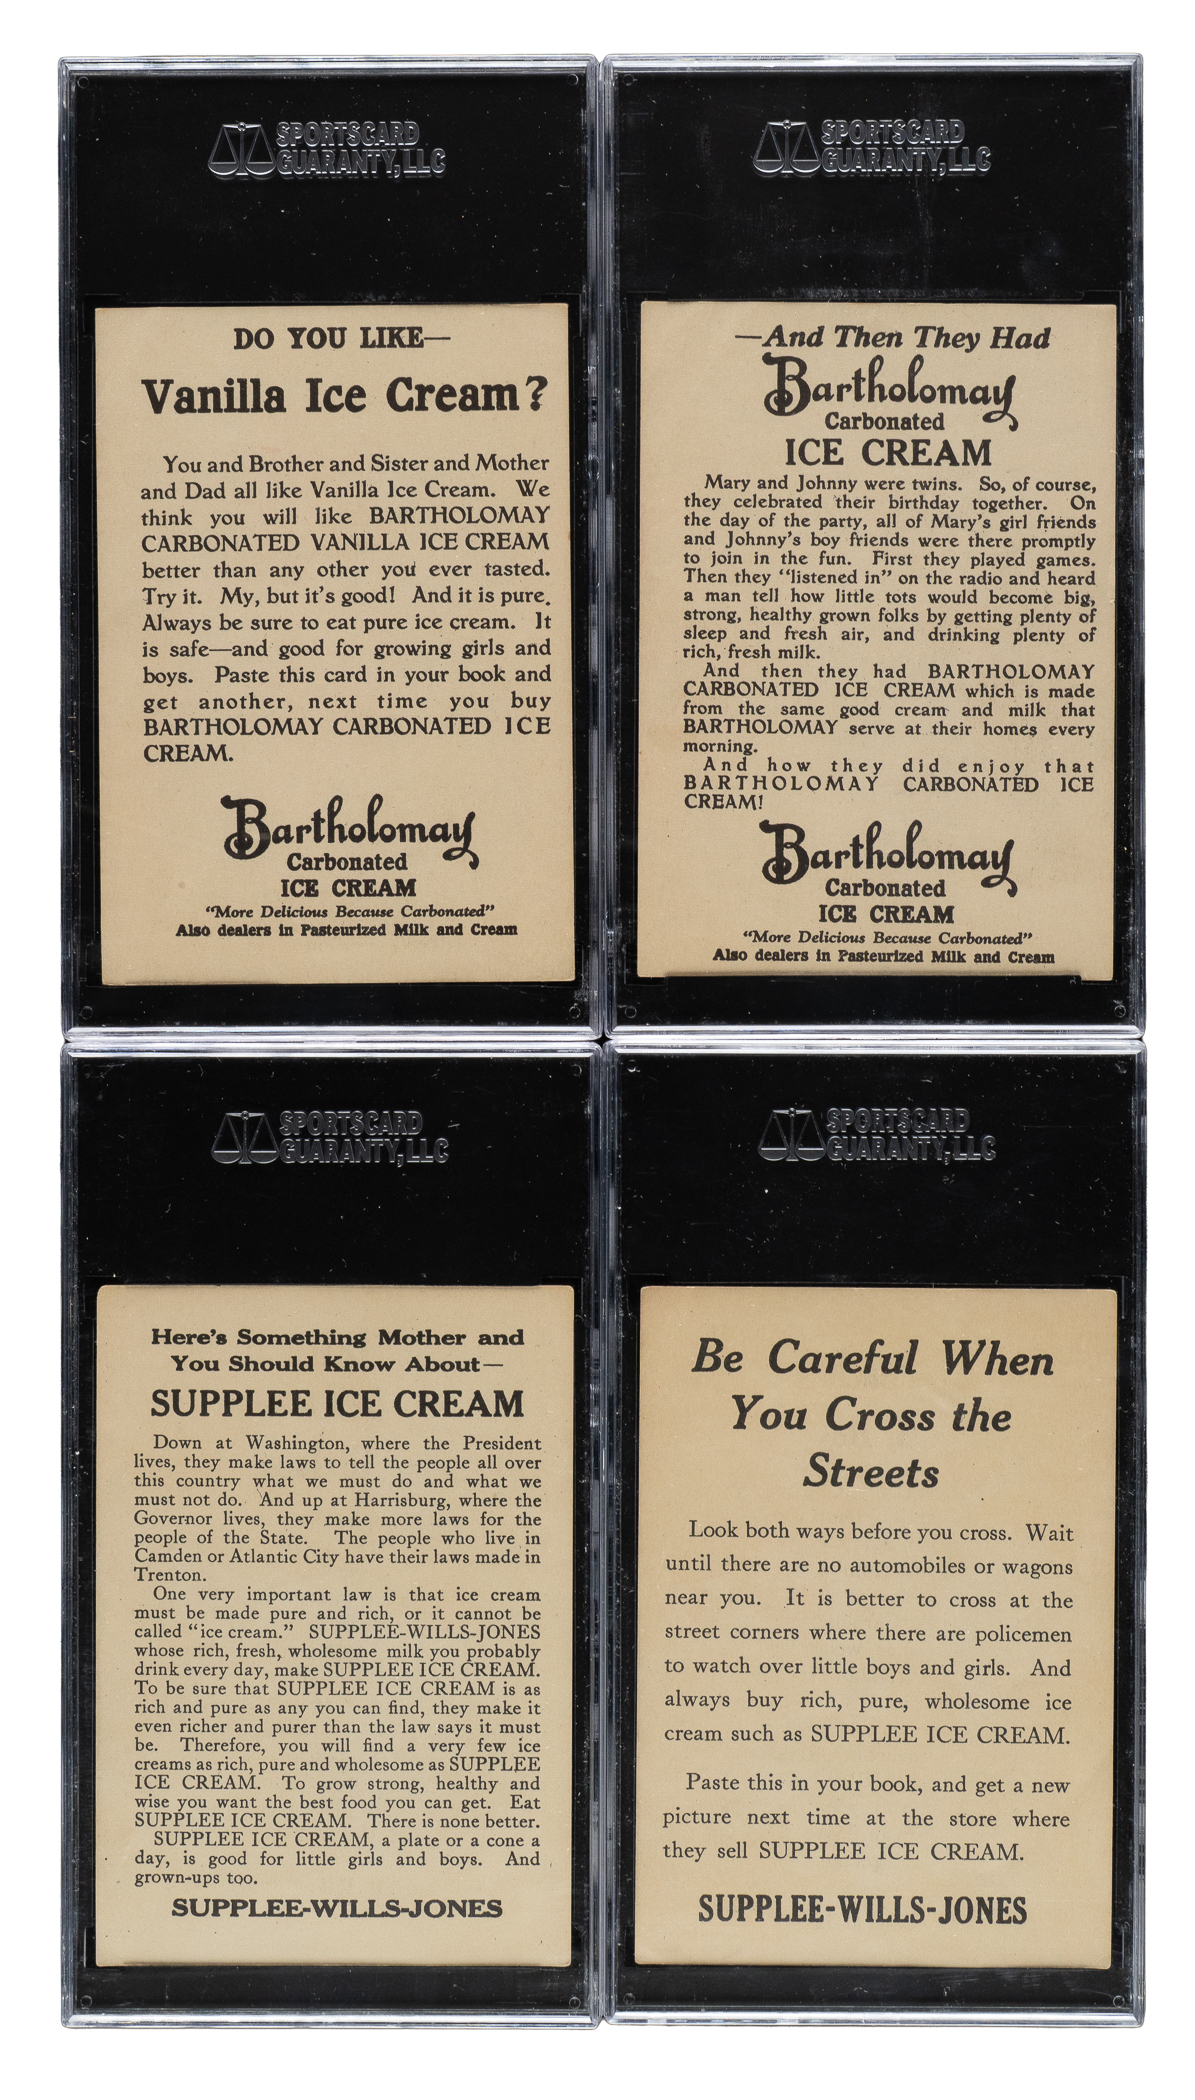 SPORTSCARD
GUARANTY, LLC
DO YOU LIKE—
Vanilla Ice Cream?
You and Brother and Sister and Mother
and Dad all like Vanilla Ice Cream. We
think you will like BARTHOLOMAY
CARBONATED VANILLA ICE CREAM
better than any other you ever tasted.
Try it. My, but it's good! And it is pure.
Always be sure to eat pure ice cream. It
is safe—and good for growing girls and
boys. Paste this card in your book and
get another, next time you buy
BARTHOLOMAY CARBONATED ICE
CREAM.
Bartholomay
Carbonated
ICE CREAM
"More Delicious Because Carbonated"
Also dealers in Pasteurized Milk and Cream
SPORTSCARD
GUARANTY, LLC
—And Then They Had
Bartholomay
Carbonated
ICE CREAM
Mary and Johnny were twins. So, of course,
they celebrated their birthday together. On
the day of the party, all of Mary's girl friends
and Johnny's boy friends were there promptly
to join in the fun. First they played games.
Then they "listened in" on the radio and heard
a man tell how little tots would become big,
strong, healthy grown folks by getting plenty of
sleep and fresh air, and drinking plenty of
rich, fresh milk.
And then they had BARTHOLOMAY
CARBONATED ICE CREAM which is made
from the same good cream and milk that
BARTHOLOMAY serve at their homes every
morning.
And how they did enjoy that
BARTHOLOMAY CARBONATED ICE
CREAM!
Bartholomay
Carbonated
ICE CREAM
"More Delicious Because Carbonated"
Also dealers in Pasteurized Milk and Cream
SPORTSCARD
GUARANTY, LLC
Here's Something Mother and
You Should Know About—
SUPPLEE ICE CREAM
Down at Washington, where the President
lives, they make laws to tell the people all over
this country what we must do and what we
must not do. And up at Harrisburg, where the
Governor lives, they make more laws for the
people of the State. The people who live in
Camden or Atlantic City have their laws made in
Trenton.
One very important law is that ice cream
must be made pure and rich, or it cannot be
called "ice cream." SUPPLEE-WILLS-JONES
whose rich, fresh, wholesome milk you probably
drink every day, make SUPPLEE ICE CREAM.
To be sure that SUPPLEE ICE CREAM is as
rich and pure as any you can find, they make it
even richer and purer than the law says it must
be. Therefore, you will find a very few ice
creams as rich, pure and wholesome as SUPPLEE
ICE CREAM. To grow strong, healthy and
wise you want the best food you can get. Eat
SUPPLEE ICE CREAM. There is none better.
SUPPLEE ICE CREAM, a plate or a cone a
day, is good for little girls and boys. And
grown-ups too.
SUPPLEE-WILLS-JONES
SPORTSCARD
GUARANTY, LLC
Be Careful When
You Cross the
Streets
Look both ways before you cross. Wait
until there are no automobiles or wagons
near you. It is better to cross at the
street corners where there are policemen
to watch over little boys and girls. And
always buy rich, pure, wholesome ice
cream such as SUPPLEE ICE CREAM.
Paste this in your book, and get a new
picture next time at the store where
they sell SUPPLEE ICE CREAM.
SUPPLEE-WILLS-JONES